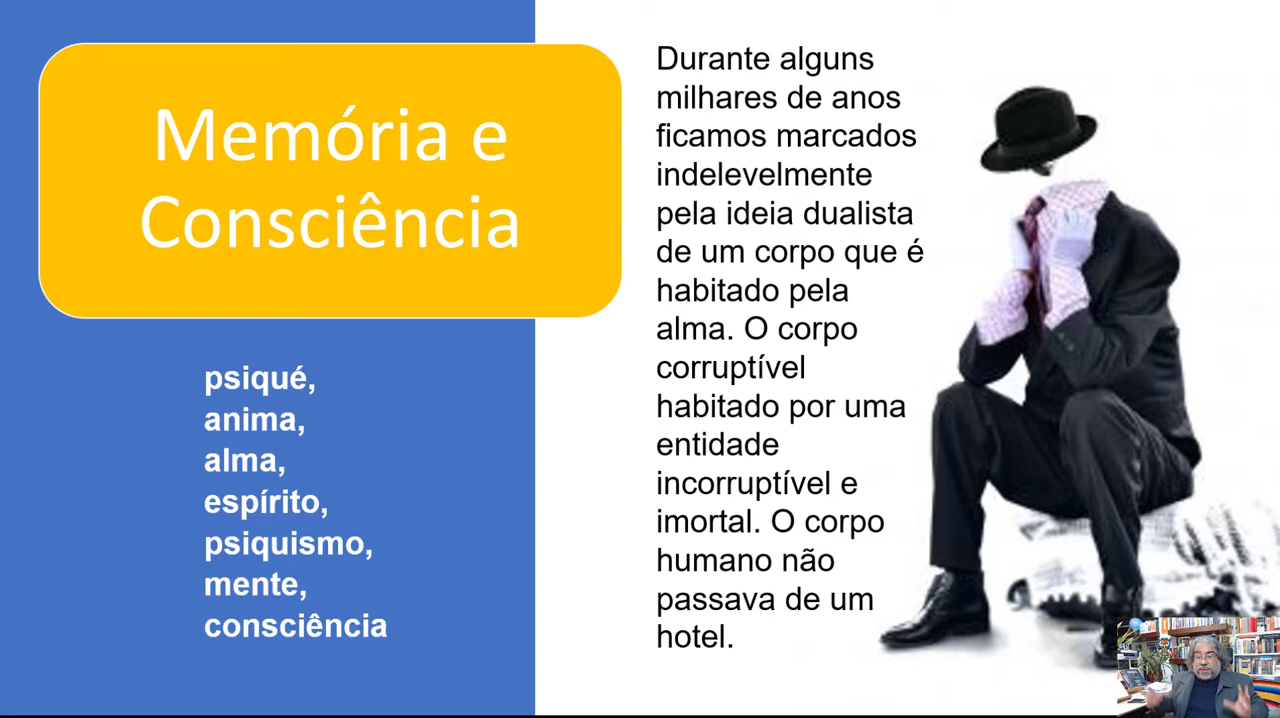 Memória e
Consciência
psiqué,
anima,
alma,
espírito,
psiquismo,
mente,
consciência
Durante alguns
milhares de anos
ficamos marcados
indelevelmente
pela ideia dualista
de um corpo que é
habitado pela
alma. O corpo
corruptível
habitado por uma
entidade
incorruptível e
imortal. O corpo
humano não
passava de um
hotel.